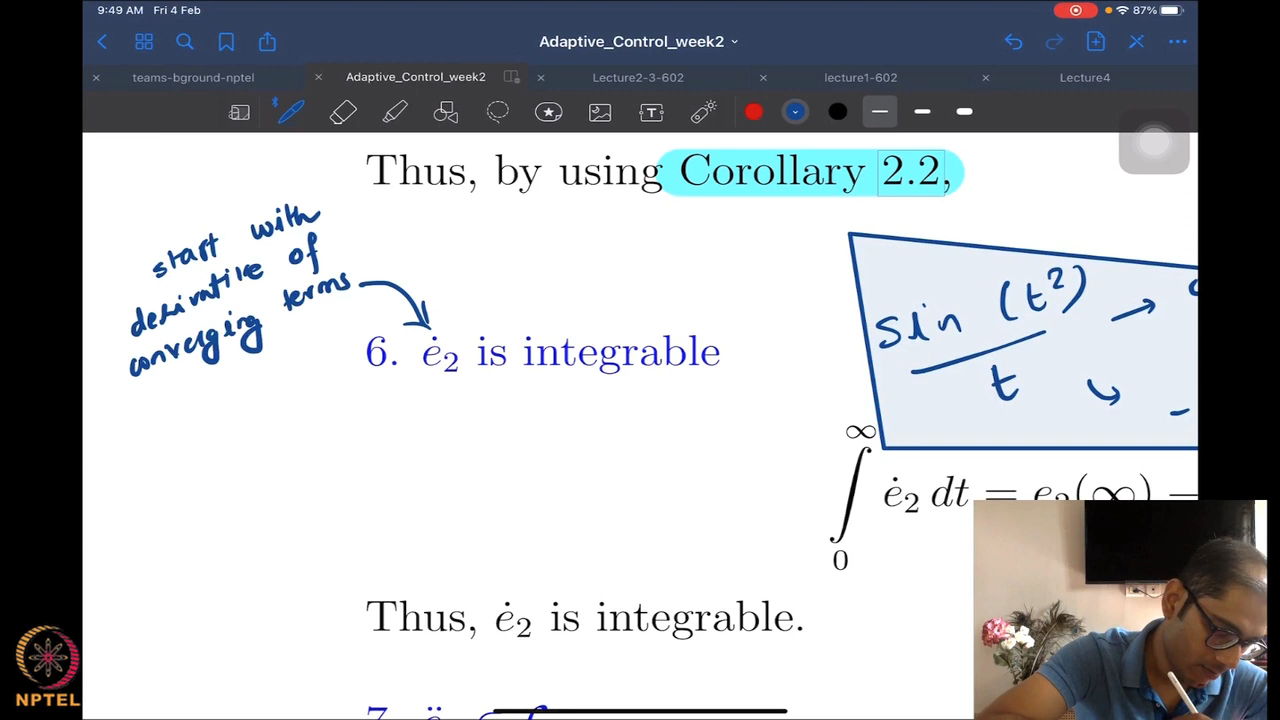 9:49 AM Fri 4 Feb
87%
Adaptive_Control_week2
teams-bground-nptel
Adaptive_Control_week2
Lecture2-3-602
lecture1-602
Lecture4
Thus, by using Corollary 2.2,
start with
derivative of
converging terms
sin (t²)
t
6. ė₂ is integrable
∞
∫ ė₂ dt = e₂(∞) −
0
Thus, ė₂ is integrable.
7. ë
NPTEL